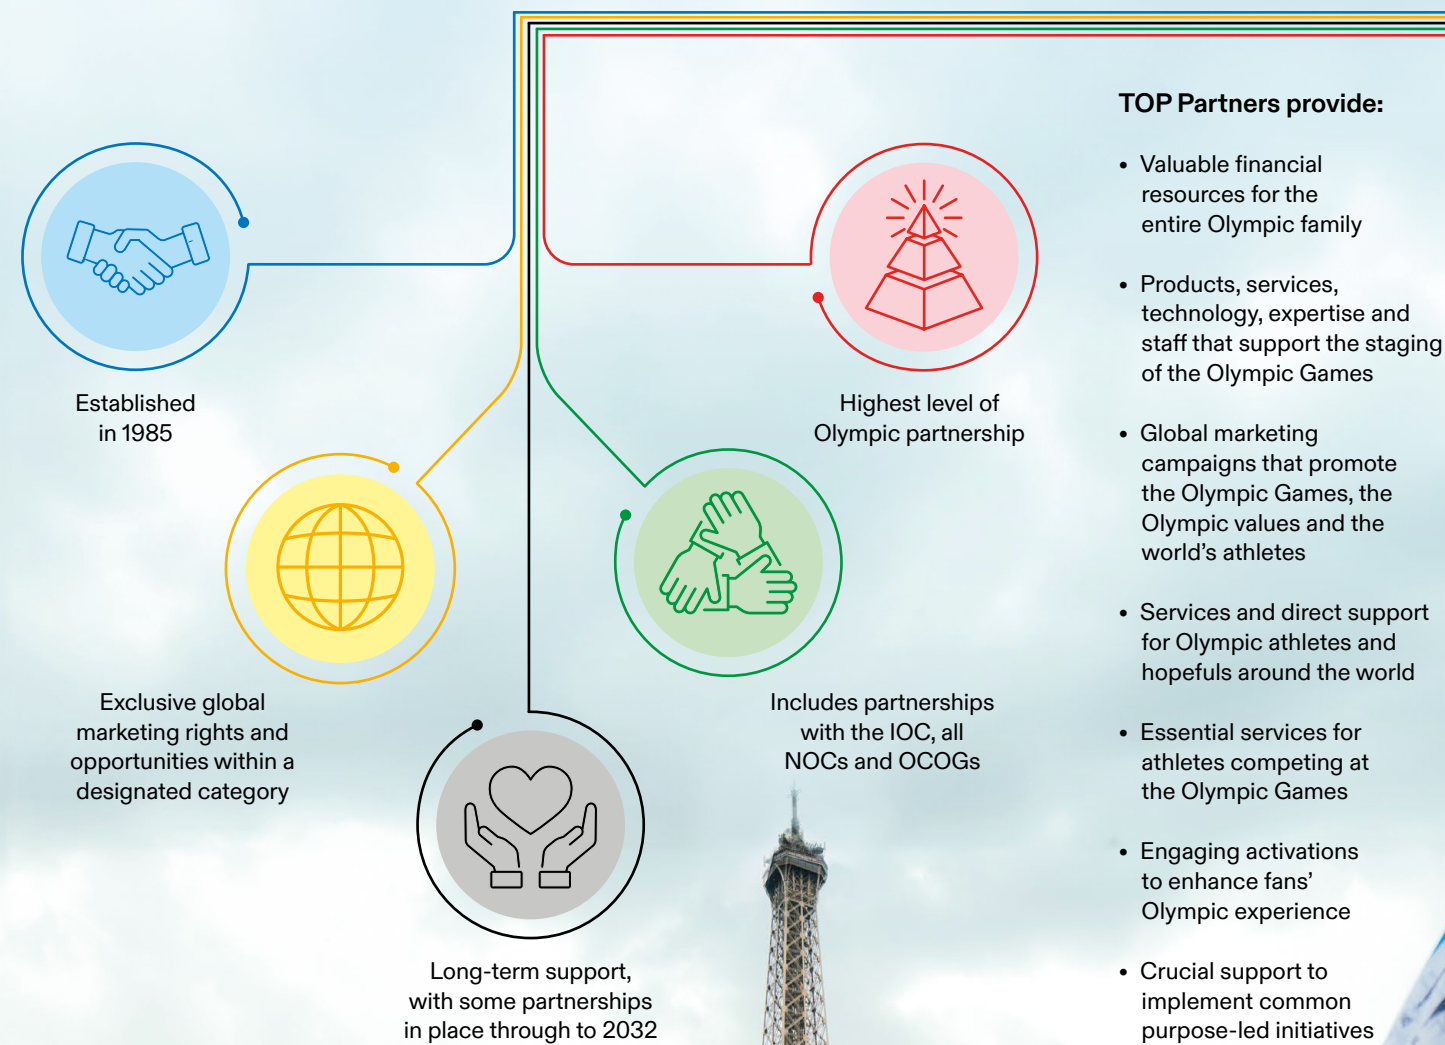 Established
in 1985
Exclusive global
marketing rights and
opportunities within a
designated category
Long-term support,
with some partnerships
in place through to 2032
Includes partnerships
with the IOC, all
NOCs and OCOGs
Highest level of
Olympic partnership
TOP Partners provide:
• Valuable financial
resources for the
entire Olympic family
• Products, services,
technology, expertise and
staff that support the staging
of the Olympic Games
• Global marketing
campaigns that promote
the Olympic Games, the
Olympic values and the
world’s athletes
• Services and direct support
for Olympic athletes and
hopefuls around the world
• Essential services for
athletes competing at
the Olympic Games
• Engaging activations
to enhance fans’
Olympic experience
• Crucial support to
implement common
purpose-led initiatives